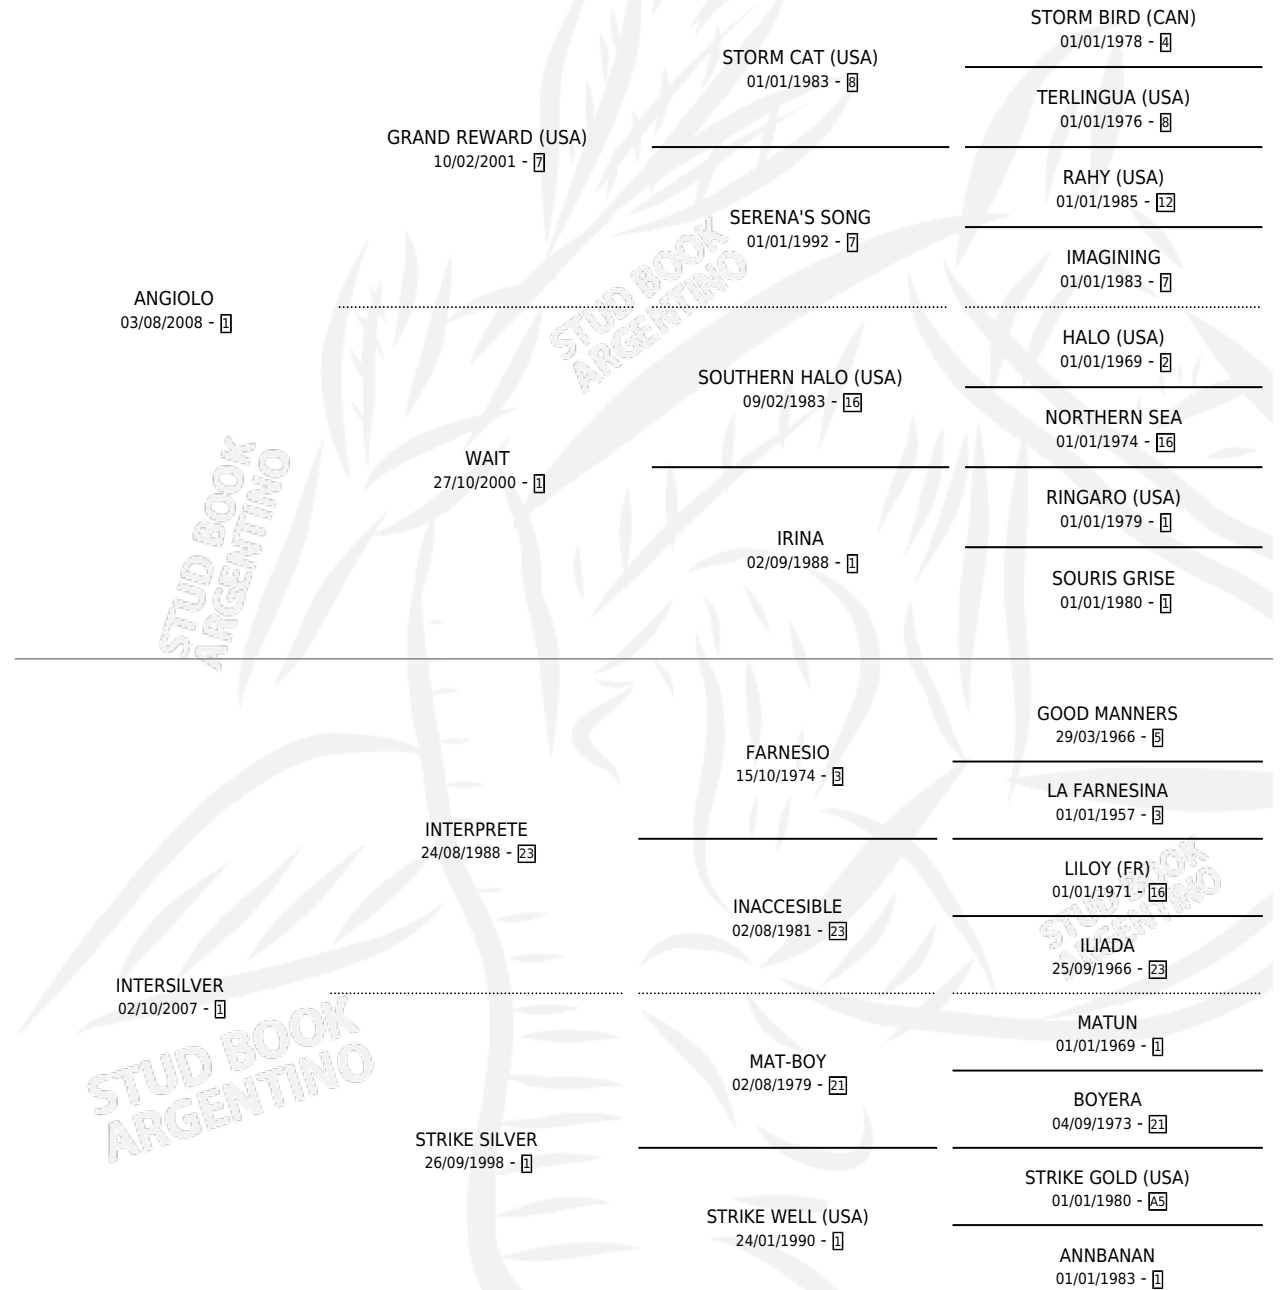 STORM BIRD (CAN)
01/01/1978 - 4
STORM CAT (USA)
01/01/1983 - 8
TERLINGUA (USA)
01/01/1976 - 8
GRAND REWARD (USA)
10/02/2001 - 7
RAHY (USA)
01/01/1985 - 12
SERENA'S SONG
01/01/1992 - 7
IMAGINING
01/01/1983 - 7
ANGIOLO
03/08/2008 - 1
HALO (USA)
01/01/1969 - 2
SOUTHERN HALO (USA)
09/02/1983 - 16
NORTHERN SEA
01/01/1974 - 16
WAIT
27/10/2000 - 1
RINGARO (USA)
01/01/1979 - 1
IRINA
02/09/1988 - 1
SOURIS GRISE
01/01/1980 - 1
GOOD MANNERS
29/03/1966 - 5
FARNESIO
15/10/1974 - 3
LA FARNESINA
01/01/1957 - 3
INTERPRETE
24/08/1988 - 23
LILOY (FR)
01/01/1971 - 16
INACCESIBLE
02/08/1981 - 23
ILIADA
25/09/1966 - 23
INTERSILVER
02/10/2007 - 1
MATUN
01/01/1969 - 1
MAT-BOY
02/08/1979 - 21
BOYERA
04/09/1973 - 21
STRIKE SILVER
26/09/1998 - 1
STRIKE GOLD (USA)
01/01/1980 - A5
STRIKE WELL (USA)
24/01/1990 - 1
ANNBANAN
01/01/1983 - 1
STUD BOOK
ARGENTINO
STUD BOOK
ARGENTINO
STUD BOOK
ARGENTINO
STUD BOOK
ARGENTINO